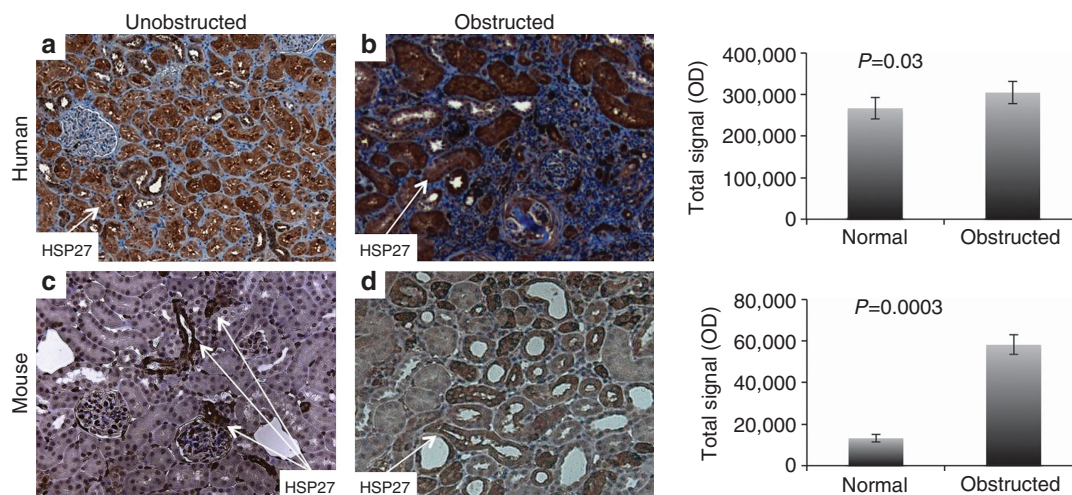 Unobstructed
Obstructed
Human
a
HSP27
b
HSP27
Total signal (OD)
400,000
300,000
200,000
100,000
0
P=0.03
Normal
Obstructed
Mouse
c
HSP27
d
HSP27
Total signal (OD)
80,000
60,000
40,000
20,000
0
P=0.0003
Normal
Obstructed